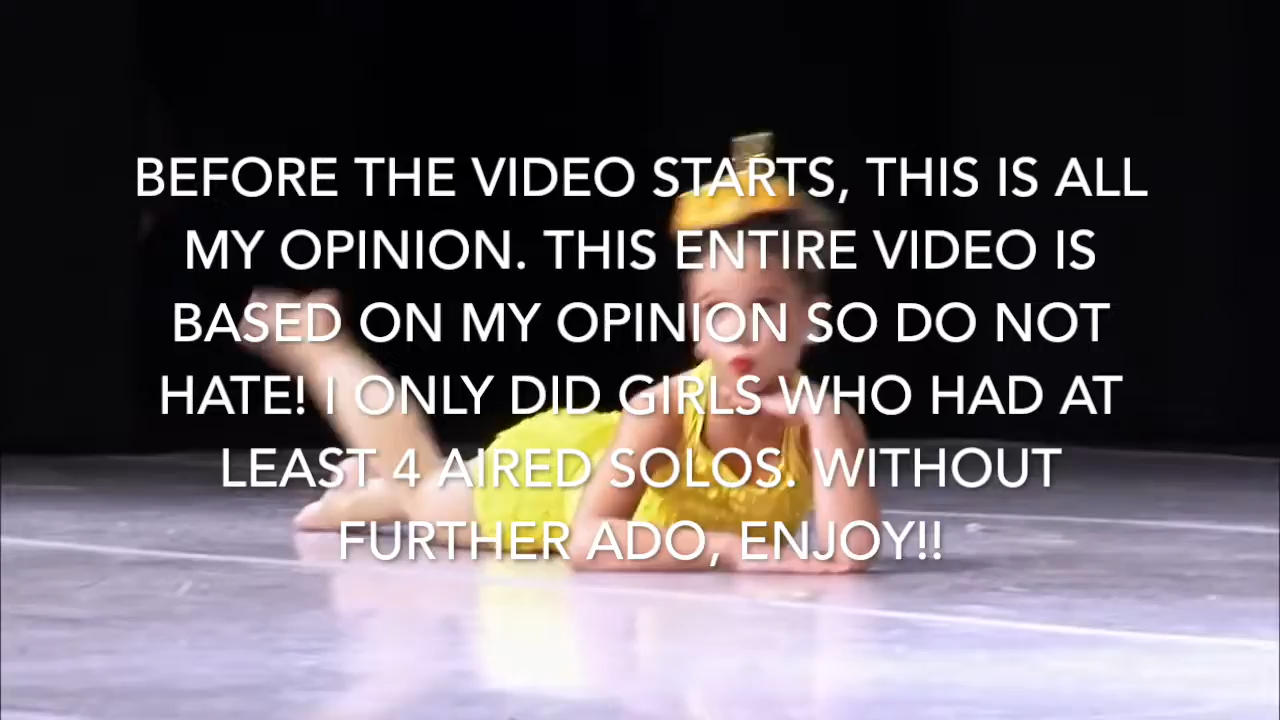 BEFORE THE VIDEO STARTS, THIS IS ALL
MY OPINION. THIS ENTIRE VIDEO IS
BASED ON MY OPINION SO DO NOT
HATE! I ONLY DID GIRLS WHO HAD AT
LEAST 4 AIRED SOLOS. WITHOUT
FURTHER ADO, ENJOY!!